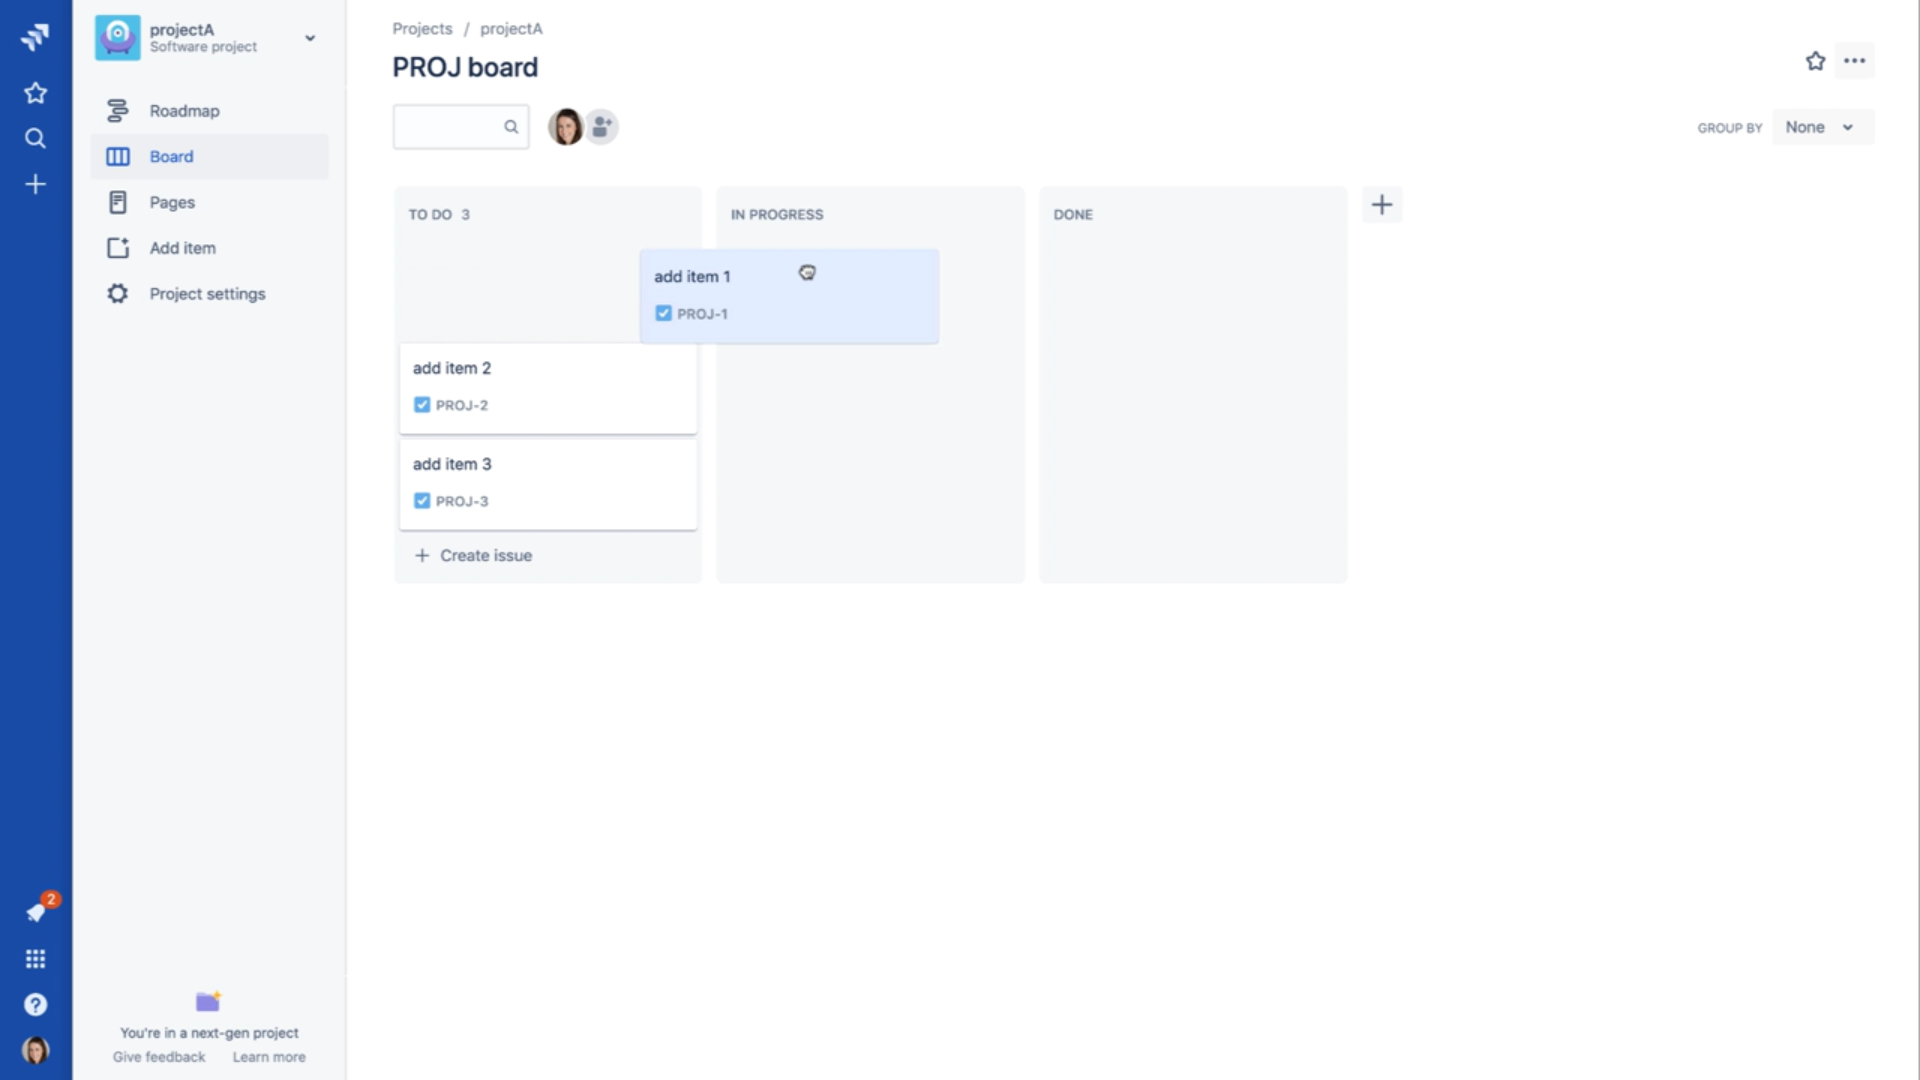 projectA
Software project
Roadmap
Board
Pages
Add item
Project settings
2
You're in a next-gen project
Give feedback Learn more
Projects / projectA
PROJ board
GROUP BY None
TO DO 3
IN PROGRESS
DONE
add item 1
PROJ-1
add item 2
PROJ-2
add item 3
PROJ-3
Create issue